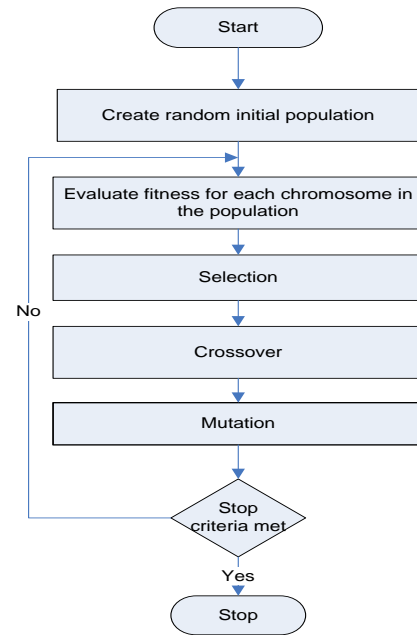 Start
Create random initial population
Evaluate fitness for each chromosome in
the population
Selection
No
Crossover
Mutation
Stop
criteria met
Yes
Stop